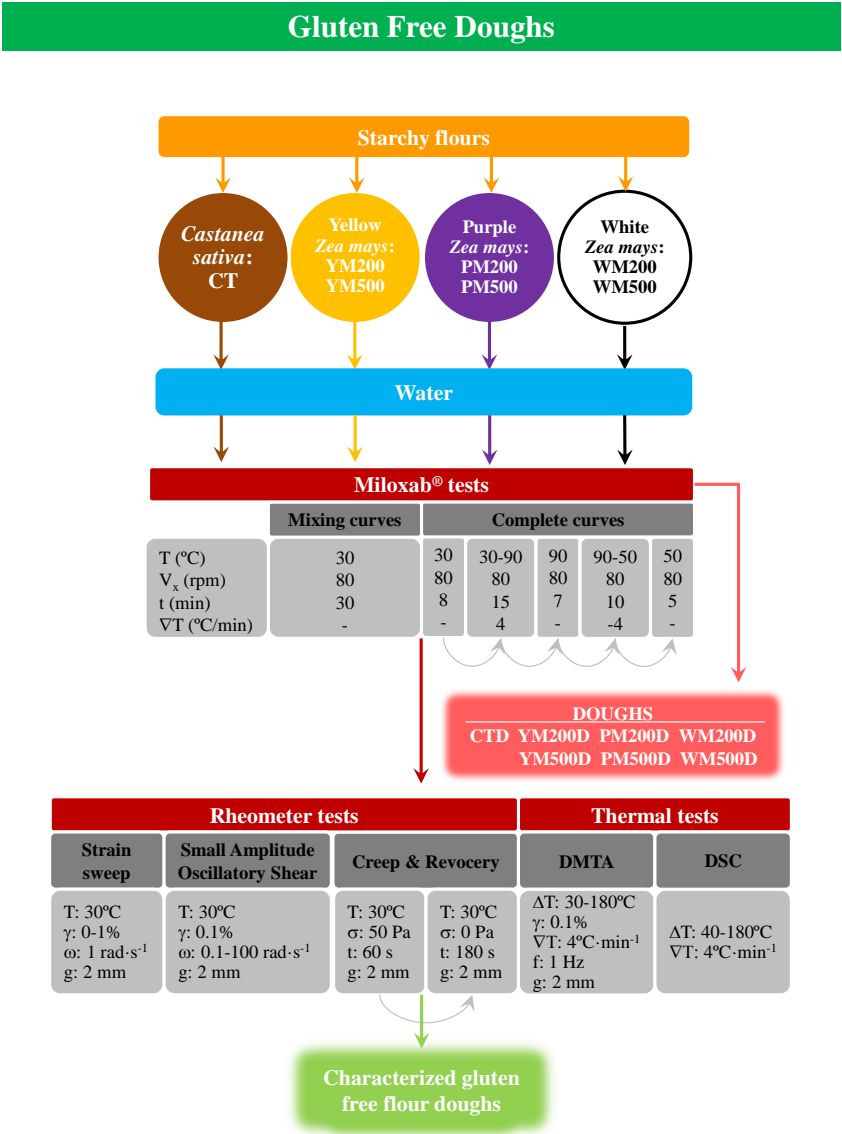 Gluten Free Doughs
Starchy flours
Castanea
sativa:
CT
Yellow
Zea mays:
YM200
YM500
Purple
Zea mays:
PM200
PM500
White
Zea mays:
WM200
WM500
Water
Miloxab® tests
Mixing curves Complete curves
T (ºC) 30 30 30-90 90 90-50 50
Vx (rpm) 80 80 80 80 80 80
t (min) 30 8 15 7 10 5
∇T (ºC/min) - - 4 - -4 -
DOUGHS
CTD YM200D PM200D WM200D
YM500D PM500D WM500D
Rheometer tests Thermal tests
Strain
sweep
Small Amplitude
Oscillatory Shear
Creep & Revocery
DMTA
DSC
T: 30ºC
γ: 0-1%
ω: 1 rad·s-1
g: 2 mm
T: 30ºC
γ: 0.1%
ω: 0.1-100 rad·s-1
g: 2 mm
T: 30ºC
σ: 50 Pa
t: 60 s
g: 2 mm
T: 30ºC
σ: 0 Pa
t: 180 s
g: 2 mm
ΔT: 30-180ºC
γ: 0.1%
∇T: 4ºC·min-1
f: 1 Hz
g: 2 mm
ΔT: 40-180ºC
∇T: 4ºC·min-1
Characterized gluten
free flour doughs